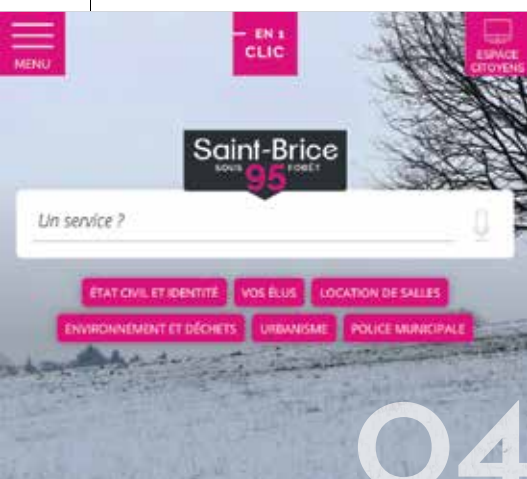 MENU
EN 1
CLIC
ESPACE
CITOYENS
Saint-Brice
SOUS FORÊT
95
Un service ?
ÉTAT CIVIL ET IDENTITÉ VOS ÉLUS LOCATION DE SALLES
ENVIRONNEMENT ET DÉCHETS URBANISME POLICE MUNICIPALE
04